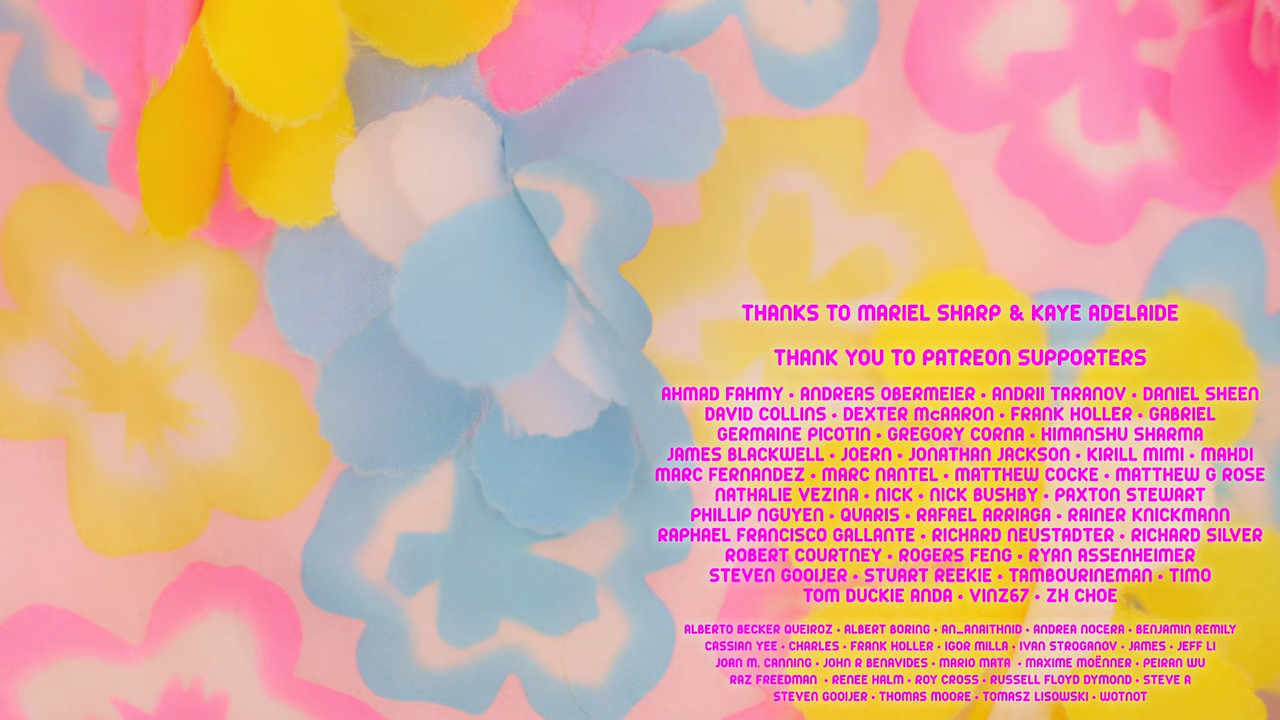 THANKS TO MARIEL SHARP & KAYE ADELAIDE
THANK YOU TO PATREON SUPPORTERS
AHMAD FAHMY • ANDREAS OBERMEIER • ANDRII TARANOV • DANIEL SHEEN
DAVID COLLINS • DEXTER McAARON • FRANK HOLLER • GABRIEL
GERMAINE PICOTIN • GREGORY CORNA • HIMANSHU SHARMA
JAMES BLACKWELL • JOERN • JONATHAN JACKSON • KIRILL MIMI • MAHDI
MARC FERNANDEZ • MARC NANTEL • MATTHEW COCKE • MATTHEW G ROSE
NATHALIE VEZINA • NICK • NICK BUSHBY • PAXTON STEWART
PHILLIP NGUYEN • QUARIS • RAFAEL ARRIAGA • RAINER KNICKMANN
RAPHAEL FRANCISCO GALLANTE • RICHARD NEUSTADTER • RICHARD SILVER
ROBERT COURTNEY • ROGERS FENG • RYAN ASSENHEIMER
STEVEN GOOIJER • STUART REEKIE • TAMBOURINEMAN • TIMO
TOM DUCKIE ANDA • VINZ67 • ZH CHOE
ALBERTO BECKER QUEIROZ • ALBERT BORING • AN_ANAITHNID • ANDREA NOCERA • BENJAMIN REMILY
CASSIAN YEE • CHARLES • FRANK HOLLER • IGOR MILLA • IVAN STROGANOV • JAMES • JEFF LI
JOAN M. CANNING • JOHN R BENAVIDES • MARIO MATA • MAXIME MOËNNER • PEIRAN WU
RAZ FREEDMAN • RENEE HALM • ROY CROSS • RUSSELL FLOYD DYMOND • STEVE A
STEVEN GOOIJER • THOMAS MOORE • TOMASZ LISOWSKI • WOTNOT